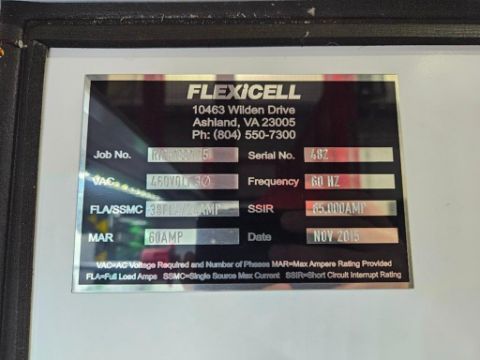 FLEXICELL
10463 Wilden Drive
Ashland, VA 23005
Ph: (804) 550-7300
Job No. Serial No. 482
VAC 460VOLT 3Ø Frequency 60 HZ
FLA/SSMC SSIR 65,000AMP
MAR 60AMP Date NOV 2015
VAC=AC Voltage Required and Number of Phases MAR=Max Ampere Rating Provided
FLA=Full Load Amps SSMC=Single Source Max Current SSIR=Short Circuit Interrupt Rating